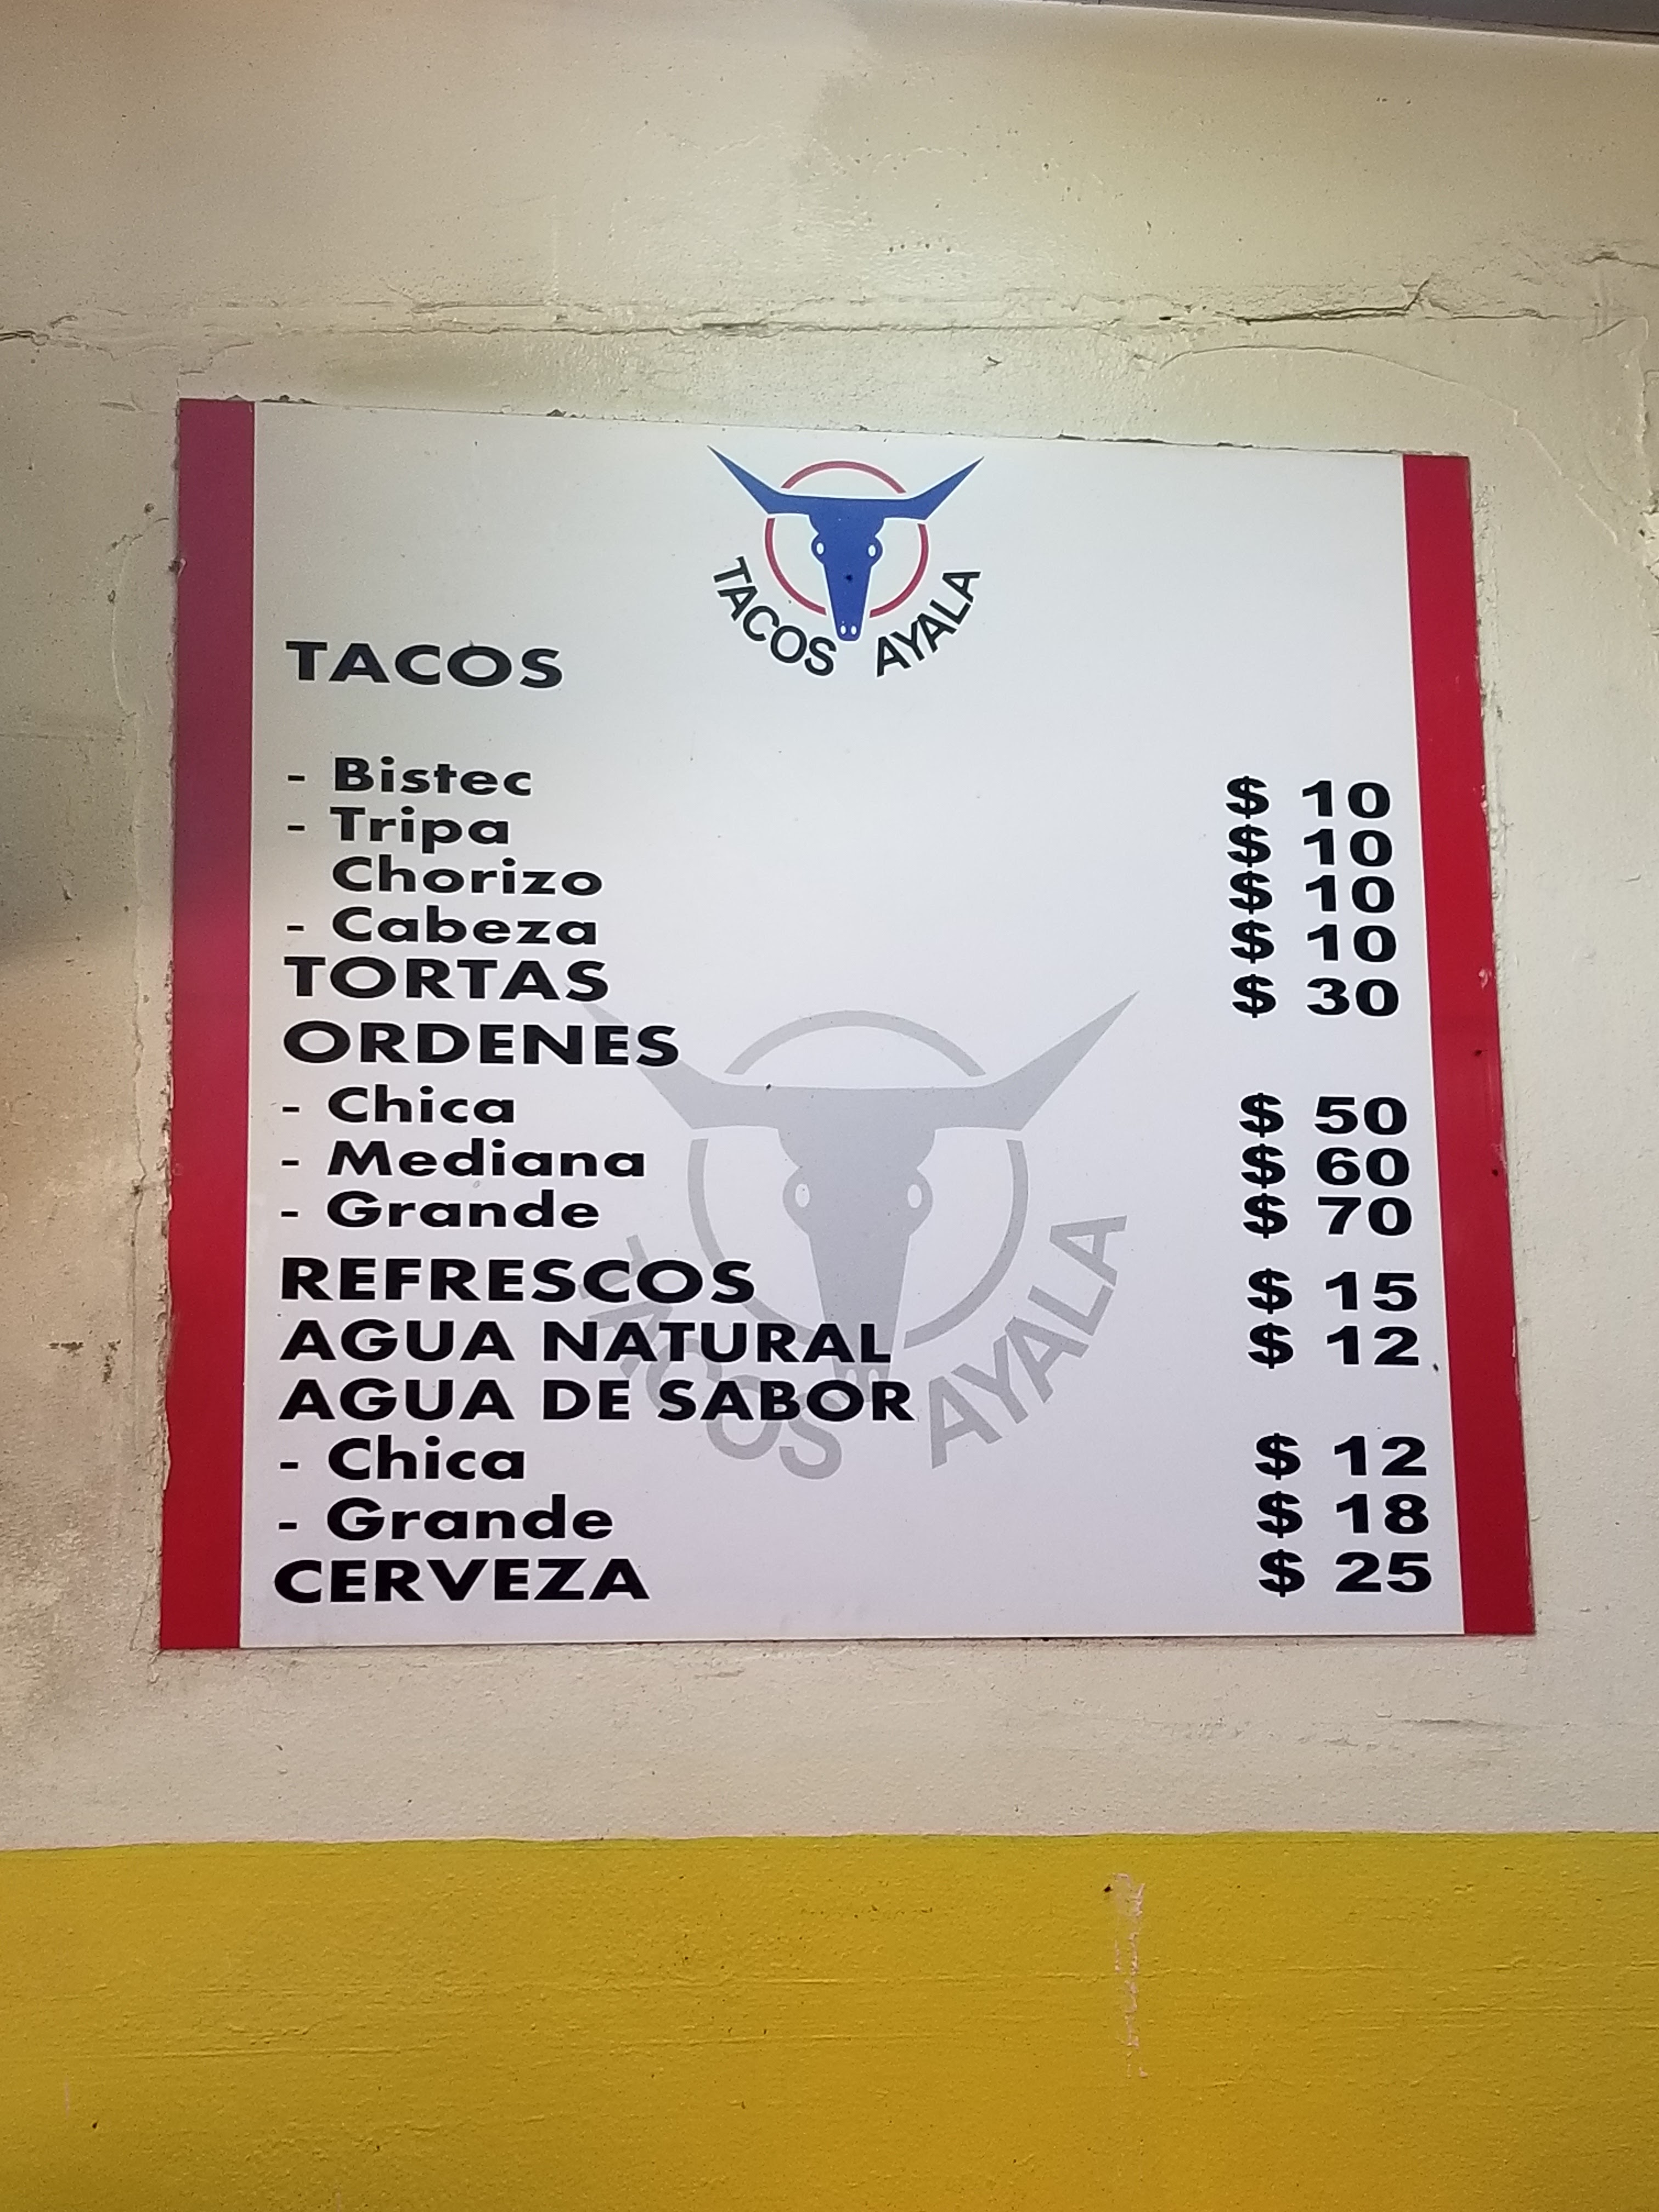 TACOS AYALA
TACOS
- Bistec $ 10
- Tripa $ 10
Chorizo $ 10
- Cabeza $ 10
TORTAS $ 30
ORDENES
- Chica $ 50
- Mediana $ 60
- Grande $ 70
REFRESCOS $ 15
AGUA NATURAL $ 12
AGUA DE SABOR
- Chica $ 12
- Grande $ 18
CERVEZA $ 25
TACOS AYALA